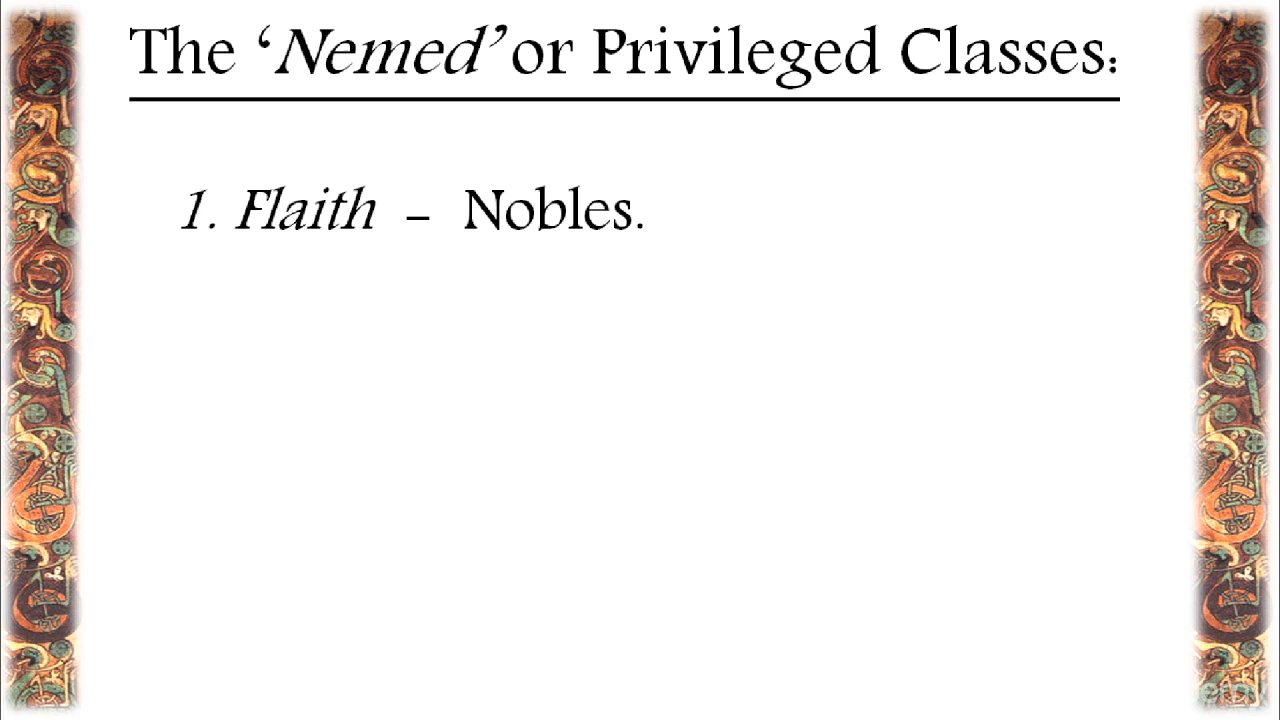 The ‘Nemed’ or Privileged Classes:
1. Flaith – Nobles.